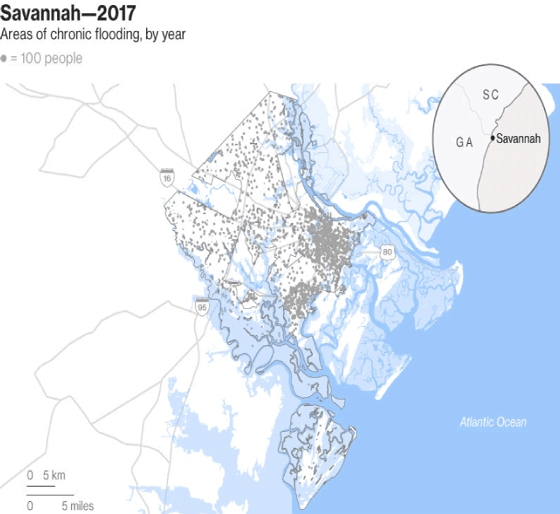 Savannah—2017
Areas of chronic flooding, by year
= 100 people
SC
GA
Savannah
16
80
95
Atlantic Ocean
0 5 km
0 5 miles